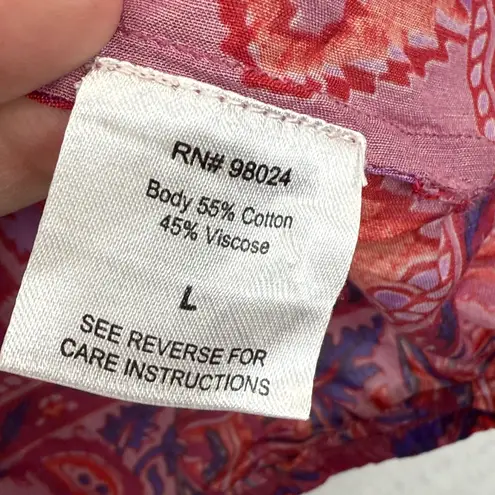 RN# 98024
Body 55% Cotton
45% Viscose
L
SEE REVERSE FOR
CARE INSTRUCTIONS